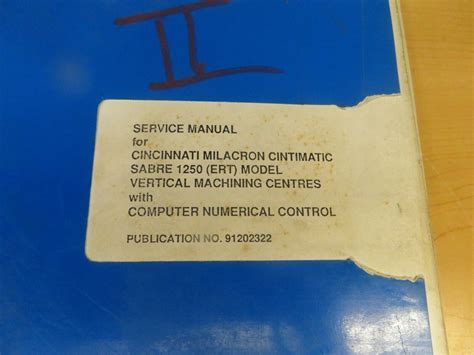 II
SERVICE MANUAL
for
CINCINNATI MILACRON CINTIMATIC
SABRE 1250 (ERT) MODEL
VERTICAL MACHINING CENTRES
with
COMPUTER NUMERICAL CONTROL
PUBLICATION NO. 91202322